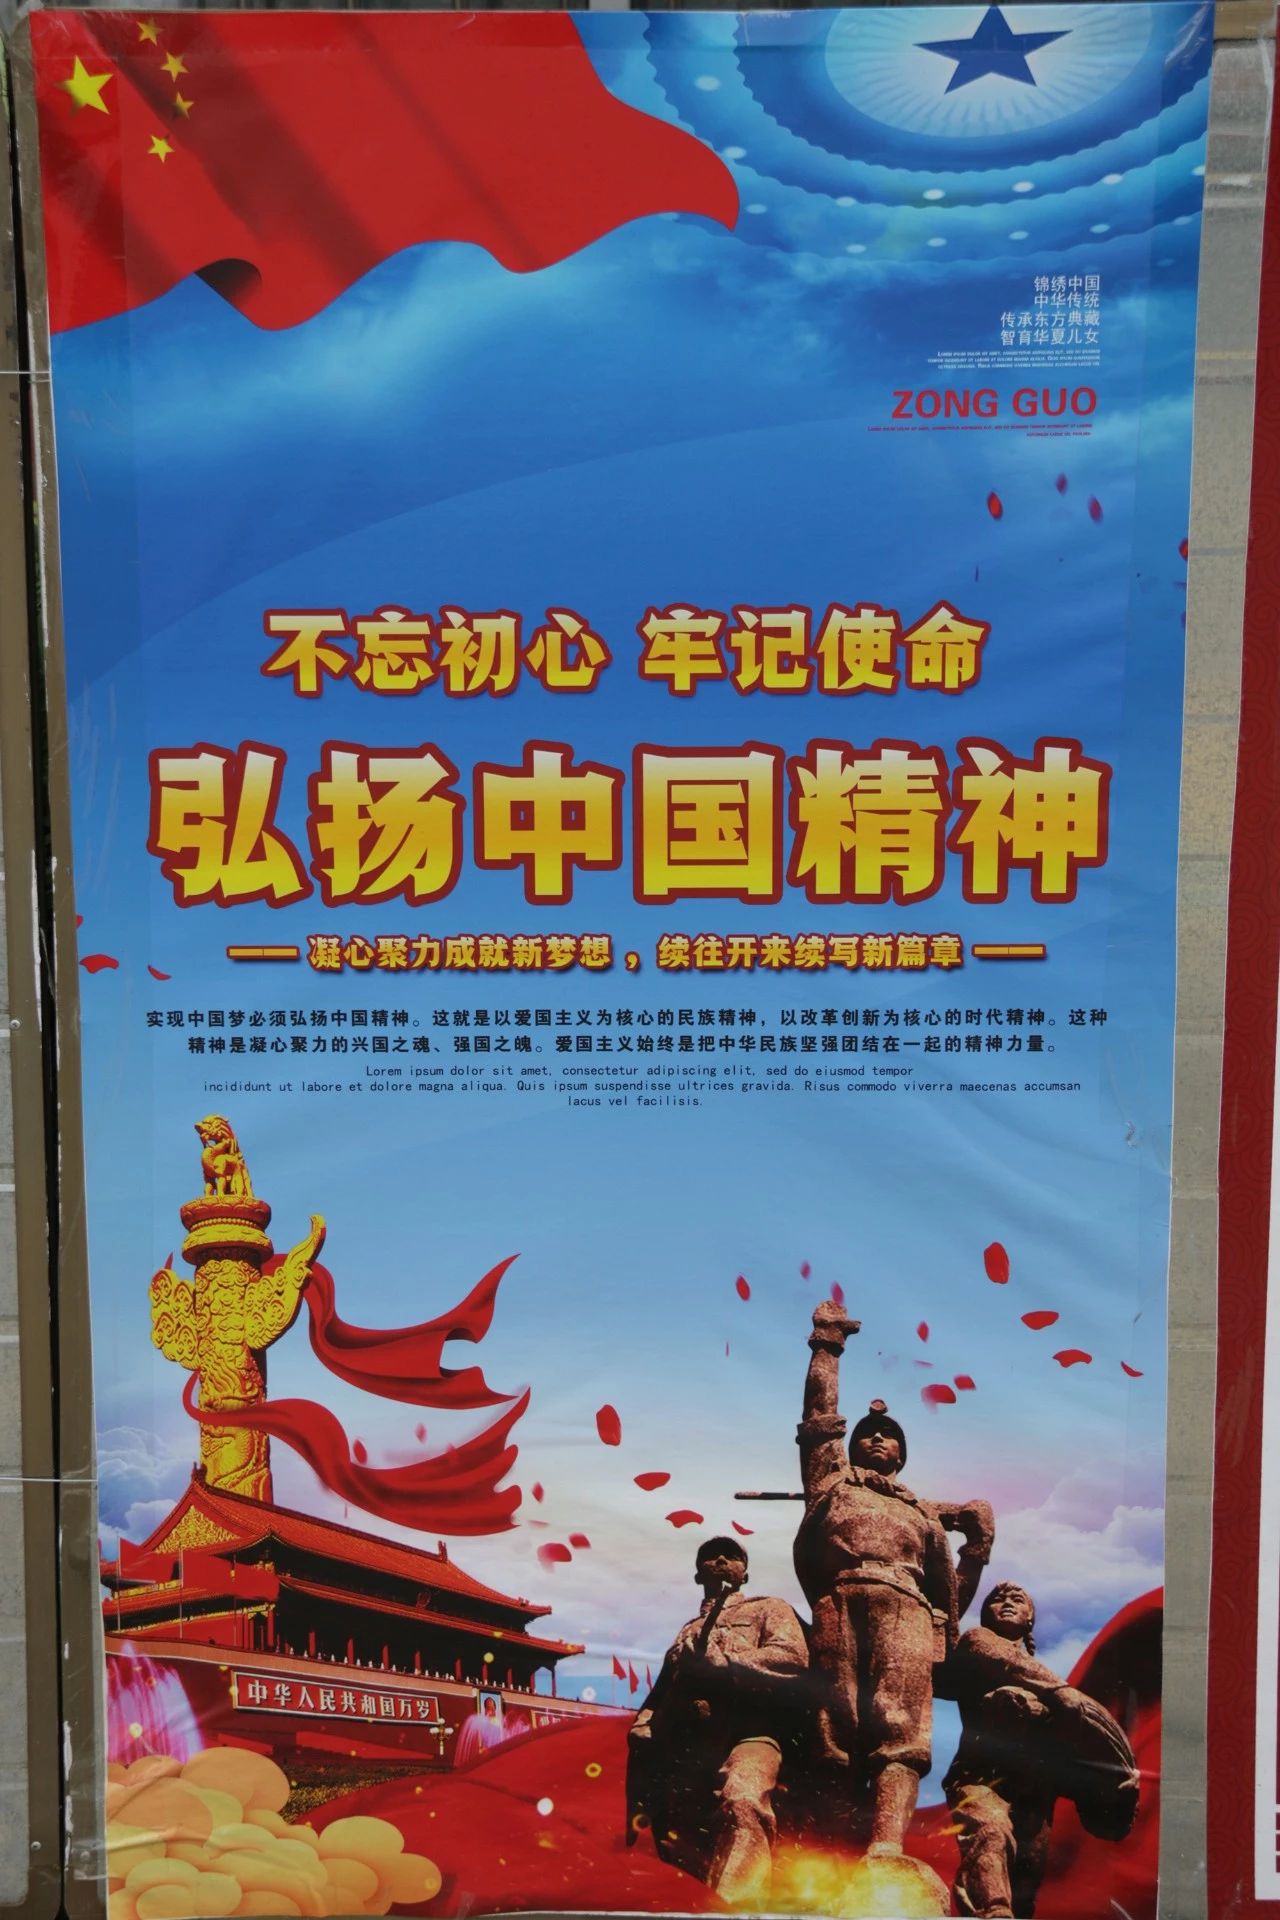 锦绣中国
中华传统
传承东方典藏
智育华夏儿女
ZONG GUO
不忘初心 牢记使命
弘扬中国精神
—— 凝心聚力成就新梦想，续往开来续写新篇章 ——
实现中国梦必须弘扬中国精神。这就是以爱国主义为核心的民族精神，以改革创新为核心的时代精神。这种
精神是凝心聚力的兴国之魂、强国之魄。爱国主义始终是把中华民族坚强团结在一起的精神力量。
Lorem ipsum dolor sit amet, consectetur adipiscing elit, sed do eiusmod tempor
incididunt ut labore et dolore magna aliqua. Quis ipsum suspendisse ultrices gravida. Risus commodo viverra maecenas accumsan
lacus vel facilisis.
中华人民共和国万岁